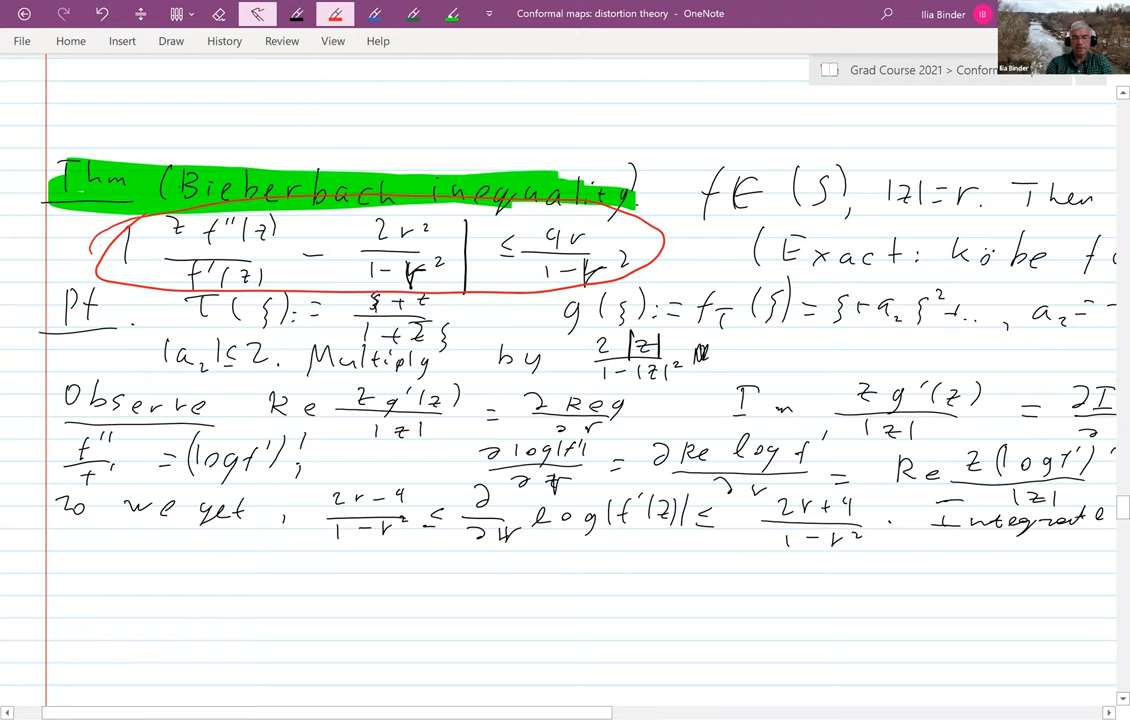 Conformal maps: distortion theory - OneNote
Ilia Binder IB
File Home Insert Draw History Review View Help
Ilia Binder
Grad Course 2021 > Confor
Thm (Bieberbach inequality) f ∈ (S), |z|=r. Then
| z f''(z) / f'(z) − 2r² / 1−r² | ≤ 4r / 1−r² (Exact: köbe f
Pf. T(ξ):= ξ+z / 1+z̄ξ g(ξ):= f_T(ξ) = ξ+a₂ξ²+.., a₂=
|a₂|≤2. Multiply by 2|z| / 1−|z|²
Observe Re z g'(z) / |z| = ∂ Re g / ∂r Im z g'(z) / |z| = ∂ I
f'' / f' = (log f')'; ∂ log|f'| / ∂r = ∂ Re log f' / ∂r = Re z (log f')' / |z|
So we get, 2r−4 / 1−r² ≤ ∂/∂r log|f'(z)| ≤ 2r+4 / 1−r². Integrate